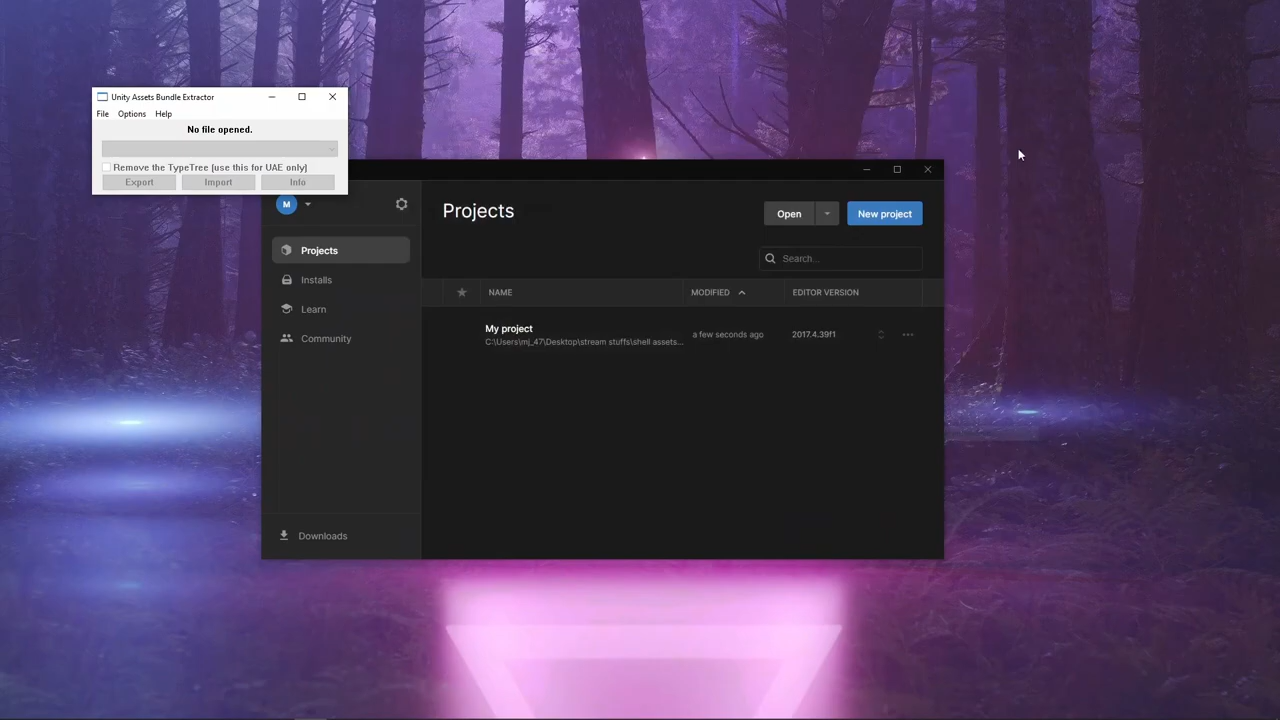 Unity Assets Bundle Extractor
File Options Help
No file opened.
Remove the TypeTree [use this for UAE only]
Export Import Info
M
Projects
Open
New project
Projects
Search...
Installs
NAME MODIFIED EDITOR VERSION
Learn
My project
a few seconds ago 2017.4.39f1
C:\Users\mj_47\Desktop\stream stuffs\shell assets...
Community
Downloads